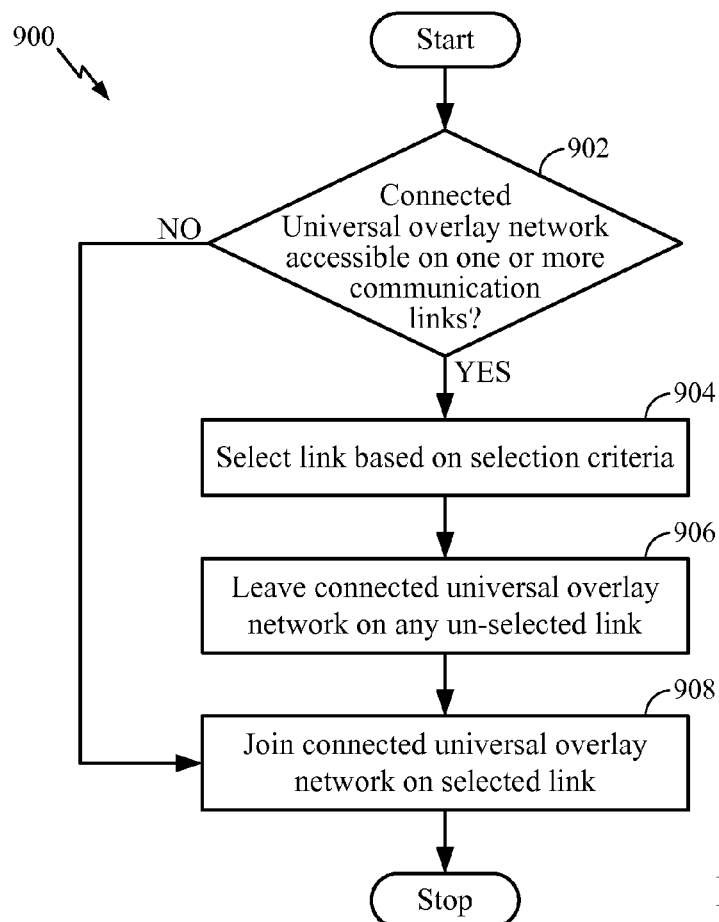 900
Start
902
Connected
Universal overlay network
accessible on one or more
communication
links?
NO
YES
904
Select link based on selection criteria
906
Leave connected universal overlay
network on any un-selected link
908
Join connected universal overlay
network on selected link
Stop